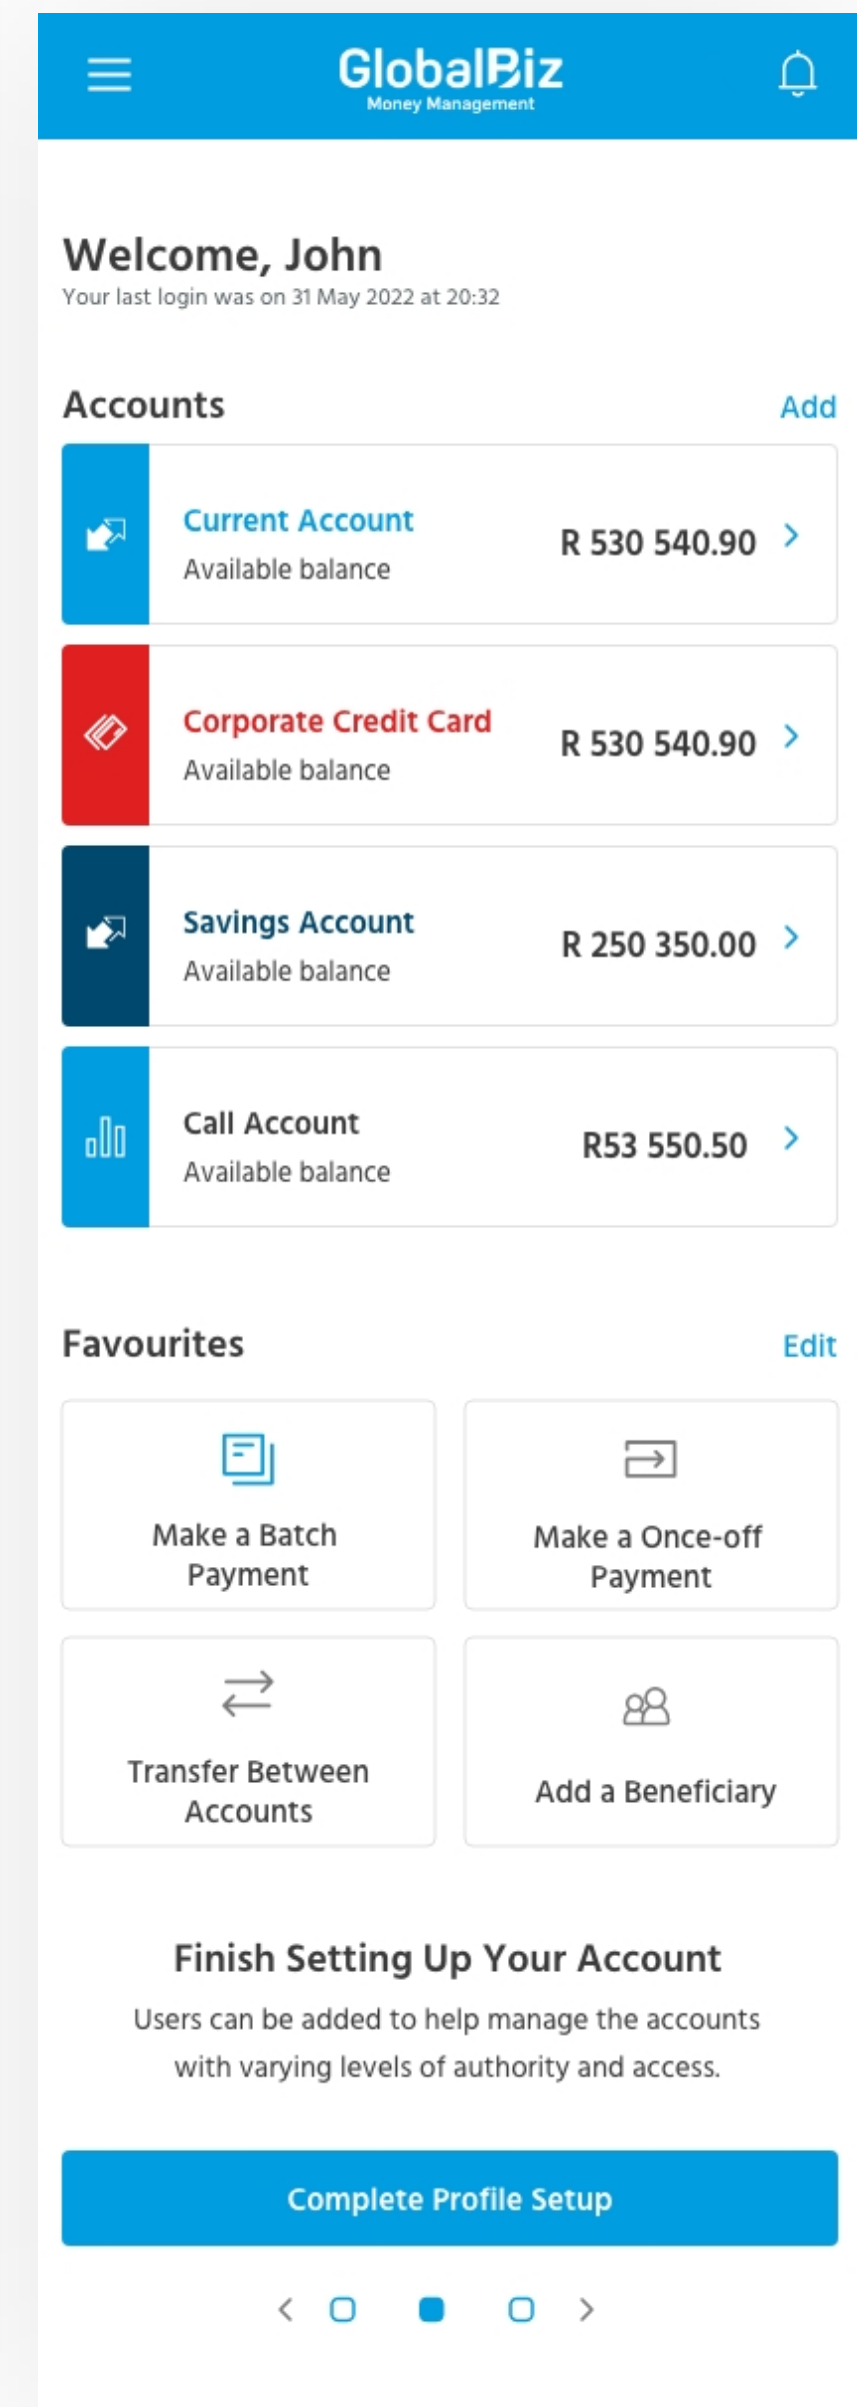 GlobalBiz
Money Management
Welcome, John
Your last login was on 31 May 2022 at 20:32
Accounts
Add
Current Account
Available balance
R 530 540.90
Corporate Credit Card
Available balance
R 530 540.90
Savings Account
Available balance
R 250 350.00
Call Account
Available balance
R53 550.50
Favourites
Edit
Make a Batch
Payment
Make a Once-off
Payment
Transfer Between
Accounts
Add a Beneficiary
Finish Setting Up Your Account
Users can be added to help manage the accounts
with varying levels of authority and access.
Complete Profile Setup